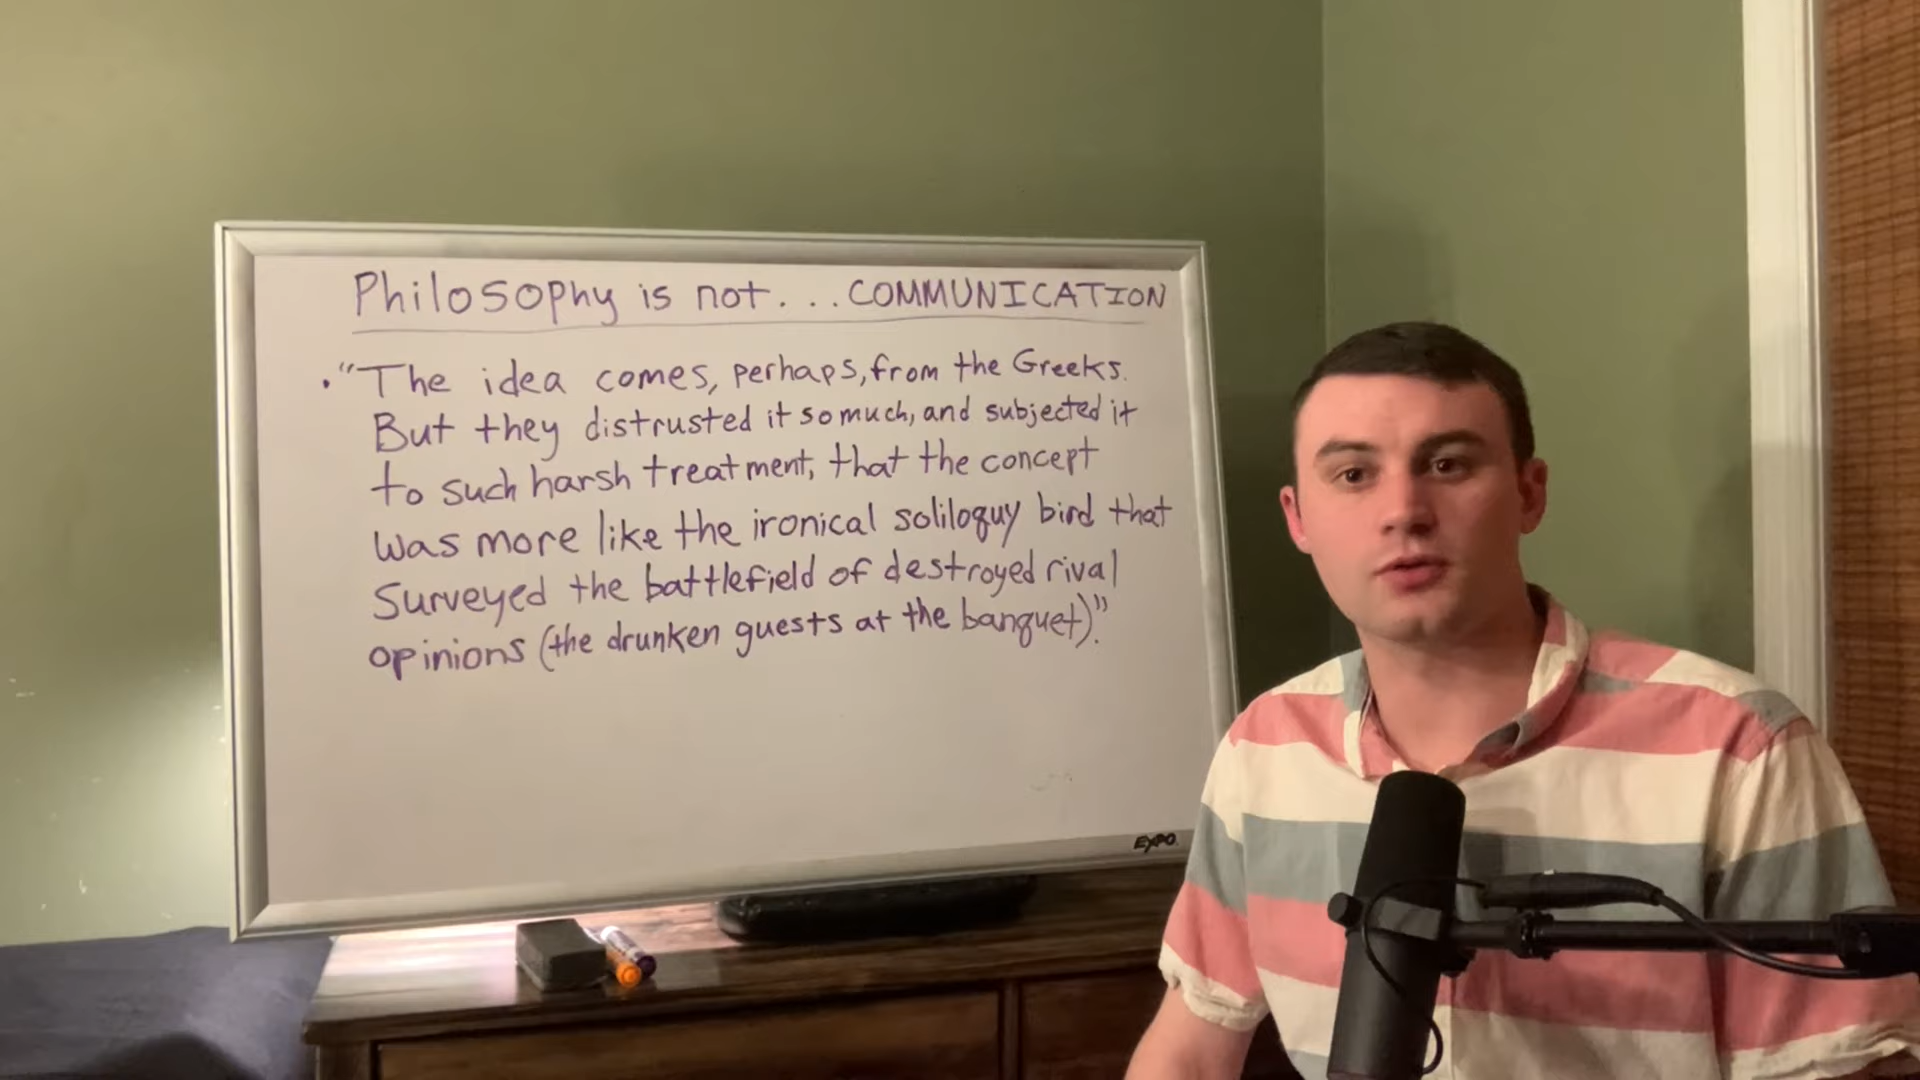 Philosophy is not... COMMUNICATION
• "The idea comes, perhaps, from the Greeks.
But they distrusted it so much, and subjected it
to such harsh treatment, that the concept
was more like the ironical soliloquy bird that
surveyed the battlefield of destroyed rival
opinions (the drunken guests at the banquet)."
EXPO